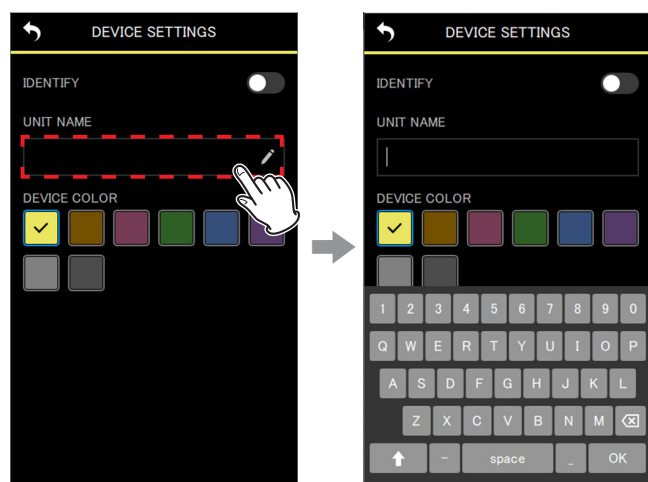 DEVICE SETTINGS
IDENTIFY
UNIT NAME
DEVICE COLOR
DEVICE SETTINGS
IDENTIFY
UNIT NAME
DEVICE COLOR
1 2 3 4 5 6 7 8 9 0
Q W E R T Y U I O P
A S D F G H J K L
Z X C V B N M
- space _ OK